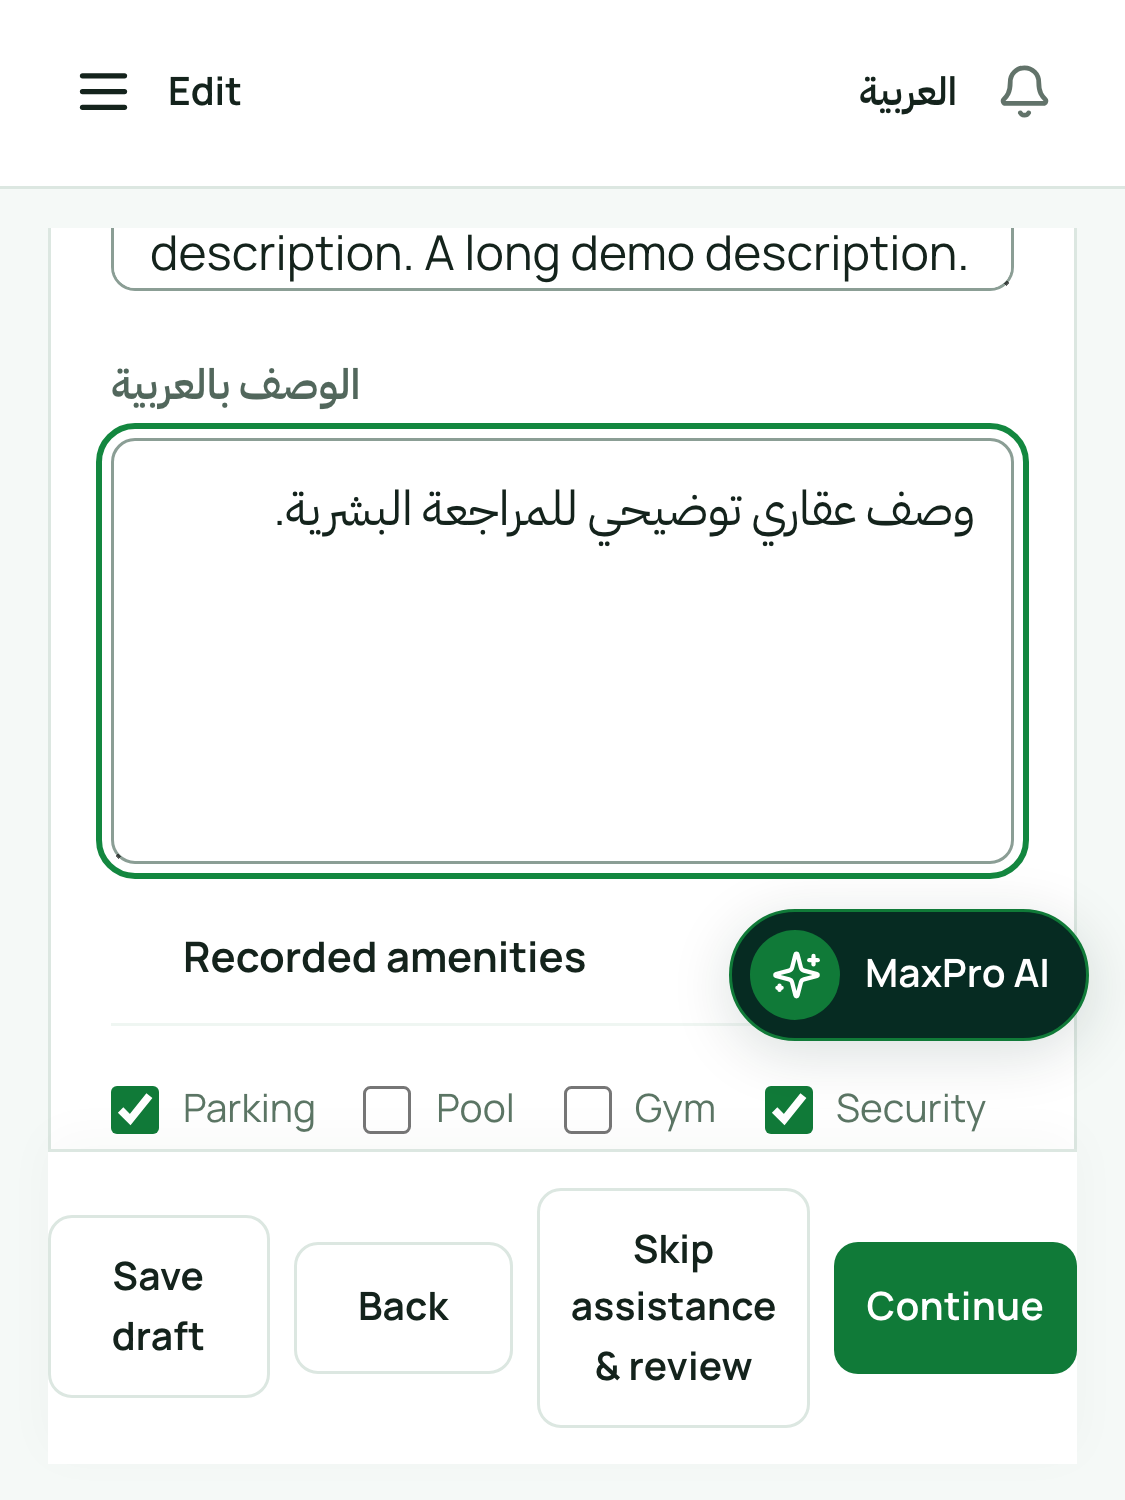 Edit
العربية
description. A long demo description.
الوصف بالعربية
وصف عقاري توضيحي للمراجعة البشرية.
Recorded amenities
MaxPro AI
Parking
Pool
Gym
Security
Save
draft
Back
Skip
assistance
& review
Continue